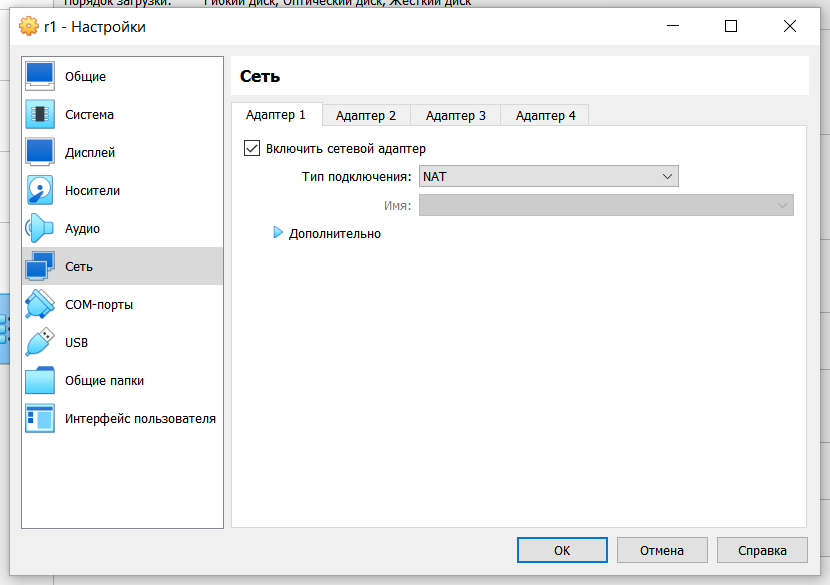 Порядок загрузки: Гибкий диск, Оптический диск, Жёсткий диск
r1 - Настройки
Общие
Система
Дисплей
Носители
Аудио
Сеть
COM-порты
USB
Общие папки
Интерфейс пользователя
Сеть
Адаптер 1 Адаптер 2 Адаптер 3 Адаптер 4
Включить сетевой адаптер
Тип подключения: NAT
Имя:
Дополнительно
OK Отмена Справка